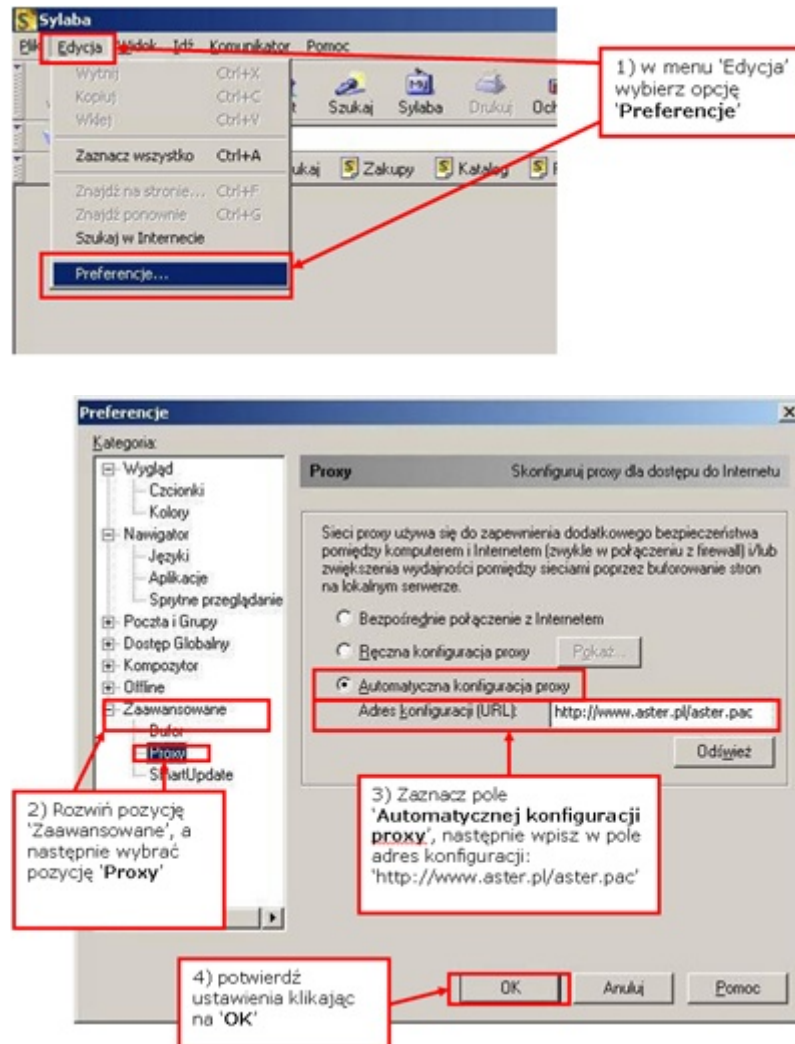 Sylaba
Plik Edycja Widok Idź Komunikator Pomoc
Wytnij Ctrl+X
Kopiuj Ctrl+C
Wklej Ctrl+V
Zaznacz wszystko Ctrl+A
Znajdź na stronie... Ctrl+F
Znajdź ponownie Ctrl+G
Szukaj w Internecie
Preferencje...
Szukaj Sylaba Drukuj
Zakupy Katalog
1) w menu 'Edycja'
wybierz opcję
'Preferencje'
Preferencje
Kategoria:
Wygląd
Czcionki
Kolory
Nawigator
Języki
Aplikacje
Sprytne przeglądanie
Poczta i Grupy
Dostęp Globalny
Kompozytor
Offline
Zaawansowane
Bufor
Proxy
SmartUpdate
Proxy Skonfiguruj proxy dla dostępu do Internetu
Sieci proxy używa się do zapewnienia dodatkowego bezpieczeństwa
pomiędzy komputerem i Internetem (zwykle w połączeniu z firewall) i/lub
zwiększenia wydajności pomiędzy sieciami poprzez buforowanie stron
na lokalnym serwerze.
Bezpośrednie połączenie z Internetem
Ręczna konfiguracja proxy Pokaż...
Automatyczna konfiguracja proxy
Adres konfiguracji (URL): http://www.aster.pl/aster.pac
Odśwież
2) Rozwiń pozycję
'Zaawansowane', a
następnie wybrać
pozycję 'Proxy'
3) Zaznacz pole
'Automatycznej konfiguracji
proxy', następnie wpisz w pole
adres konfiguracji:
'http://www.aster.pl/aster.pac'
4) potwierdź
ustawienia klikając
na 'OK'
OK Anuluj Pomoc